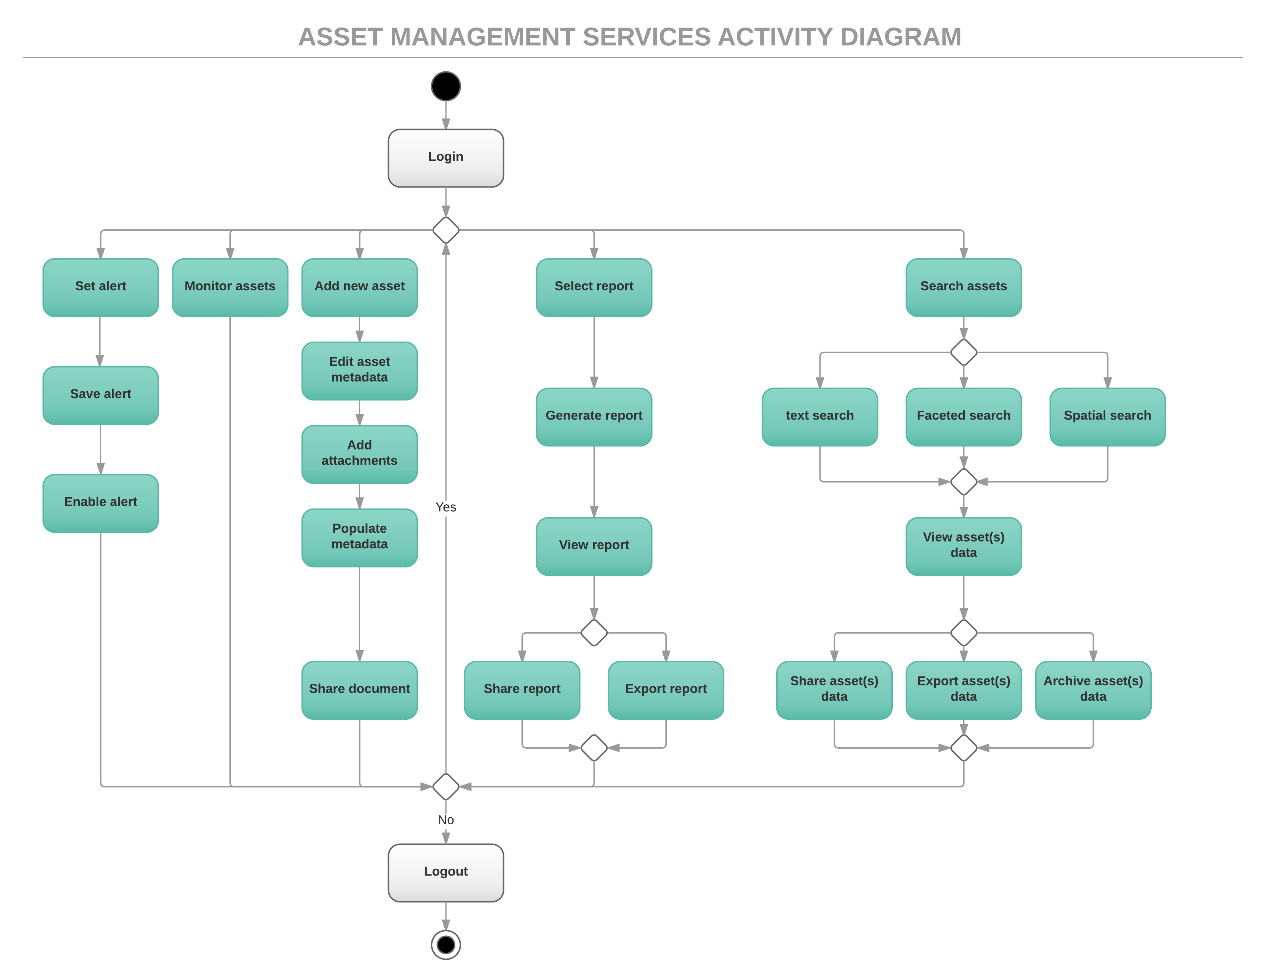 ASSET MANAGEMENT SERVICES ACTIVITY DIAGRAM
Login
Set alert
Monitor assets
Add new asset
Select report
Search assets
Edit asset
metadata
Save alert
text search
Generate report
Faceted search
Spatial search
Add
attachments
Enable alert
Yes
Populate
metadata
View report
View asset(s)
data
Share document
Share report
Export report
Share asset(s)
data
Export asset(s)
data
Archive asset(s)
data
No
Logout